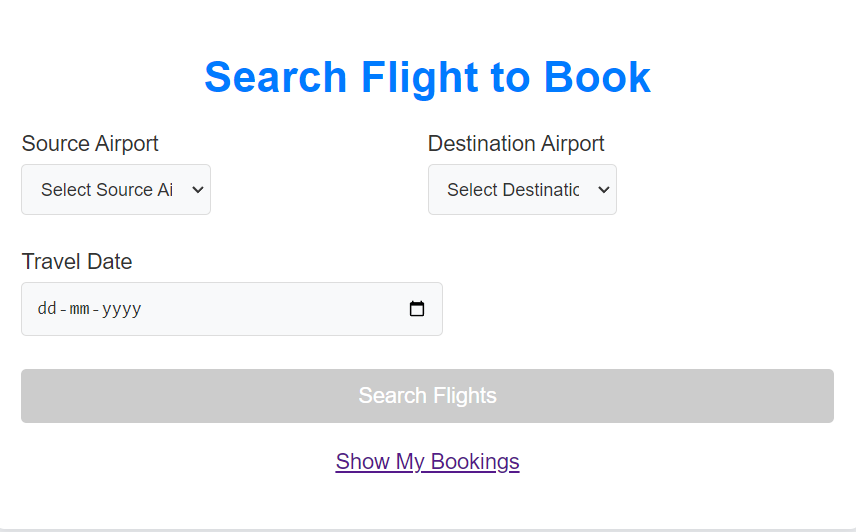 Search Flight to Book
Source Airport
Destination Airport
Select Source Ai
Select Destinatic
Travel Date
dd-mm-yyyy
Search Flights
Show My Bookings